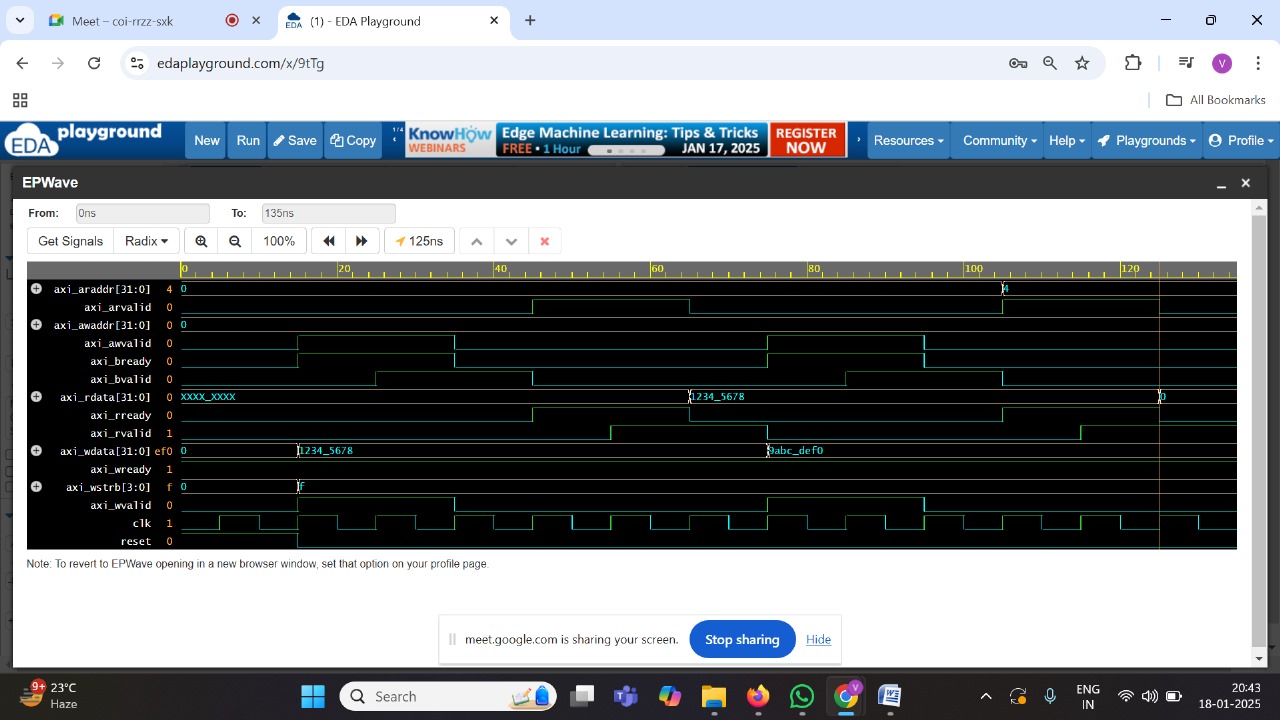 Meet – coi-rrzz-sxk
EDA
(1) - EDA Playground
edaplayground.com/x/9tTg
V
All Bookmarks
EDA playground
New
Run
Save
Copy
1/4
KnowHow
WEBINARS
Edge Machine Learning: Tips & Tricks
FREE • 1 Hour
JAN 17, 2025
REGISTER
NOW
Resources
Community
Help
Playgrounds
Profile
EPWave
From:
0ns
To:
135ns
Get Signals
Radix
100%
125ns
0 20 40 60 80 100 120
axi_araddr[31:0] 4 0 4
axi_arvalid 0
axi_awaddr[31:0] 0 0
axi_awvalid 0
axi_bready 0
axi_bvalid 0
axi_rdata[31:0] 0 XXXX_XXXX 1234_5678 0
axi_rready 0
axi_rvalid 1
axi_wdata[31:0] ef0 0 1234_5678 9abc_def0
axi_wready 1
axi_wstrb[3:0] f 0 f
axi_wvalid 0
clk 1
reset 0
Note: To revert to EPWave opening in a new browser window, set that option on your profile page.
meet.google.com is sharing your screen.
Stop sharing
Hide
9+
23°C
Haze
Search
V
ENG
IN
20:43
18-01-2025